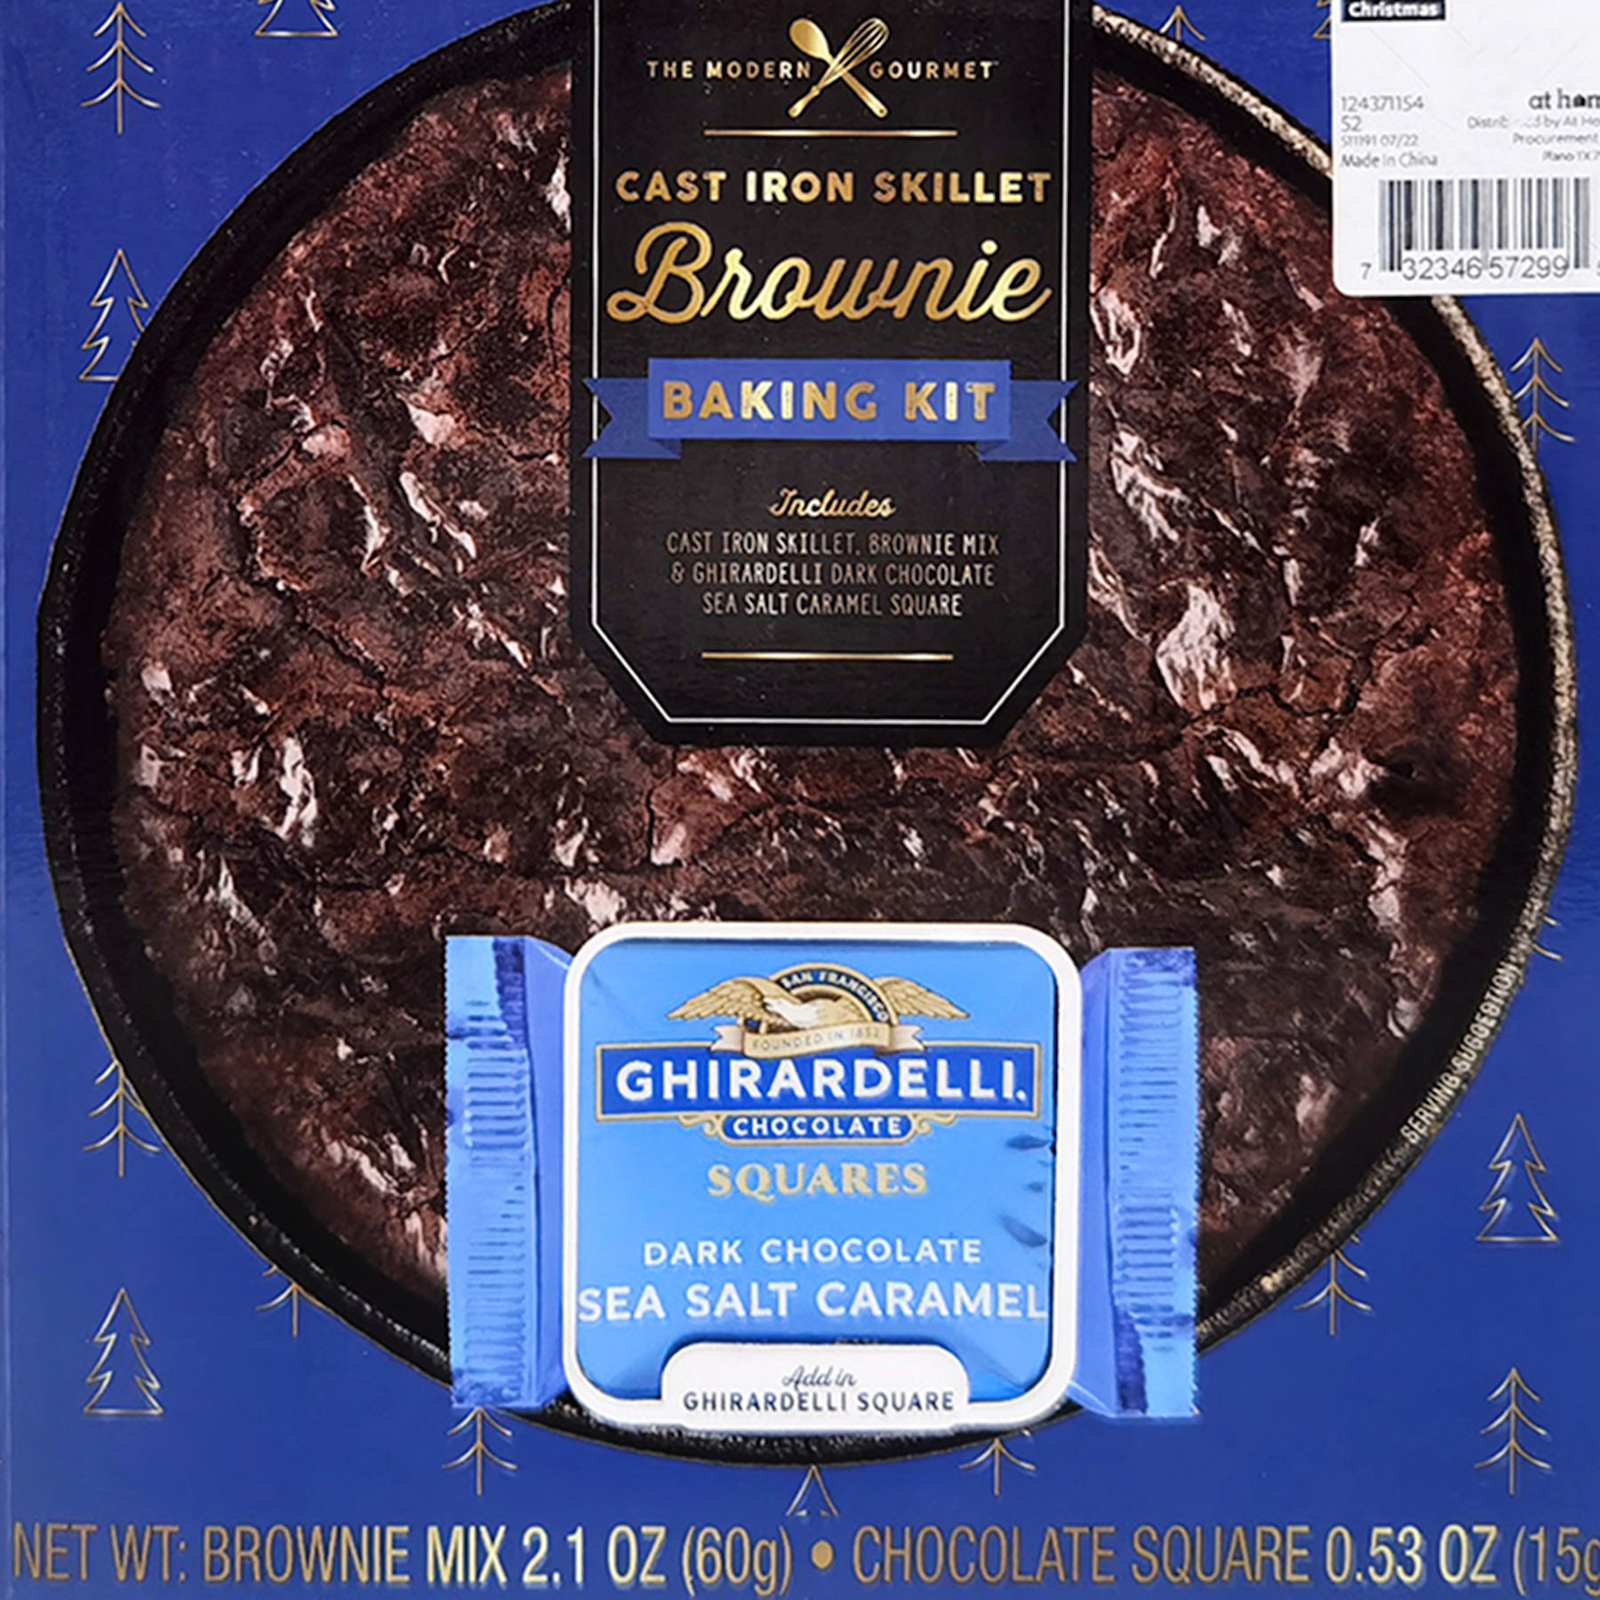 THE MODERN GOURMET
CAST IRON SKILLET
Brownie
BAKING KIT
Includes
CAST IRON SKILLET, BROWNIE MIX
& GHIRARDELLI DARK CHOCOLATE
SEA SALT CARAMEL SQUARE
Christmas
124371154
S2
511191 07/22
Made In China
at hom
by At Ho
Procurement
Plano TX 7
7 32346 57299
SAN FRANCISCO
FOUNDED IN 1852
GHIRARDELLI.
CHOCOLATE
SQUARES
DARK CHOCOLATE
SEA SALT CARAMEL
Add in
GHIRARDELLI SQUARE
SERVING SUGGESTION
NET WT: BROWNIE MIX 2.1 OZ (60g) • CHOCOLATE SQUARE 0.53 OZ (15g